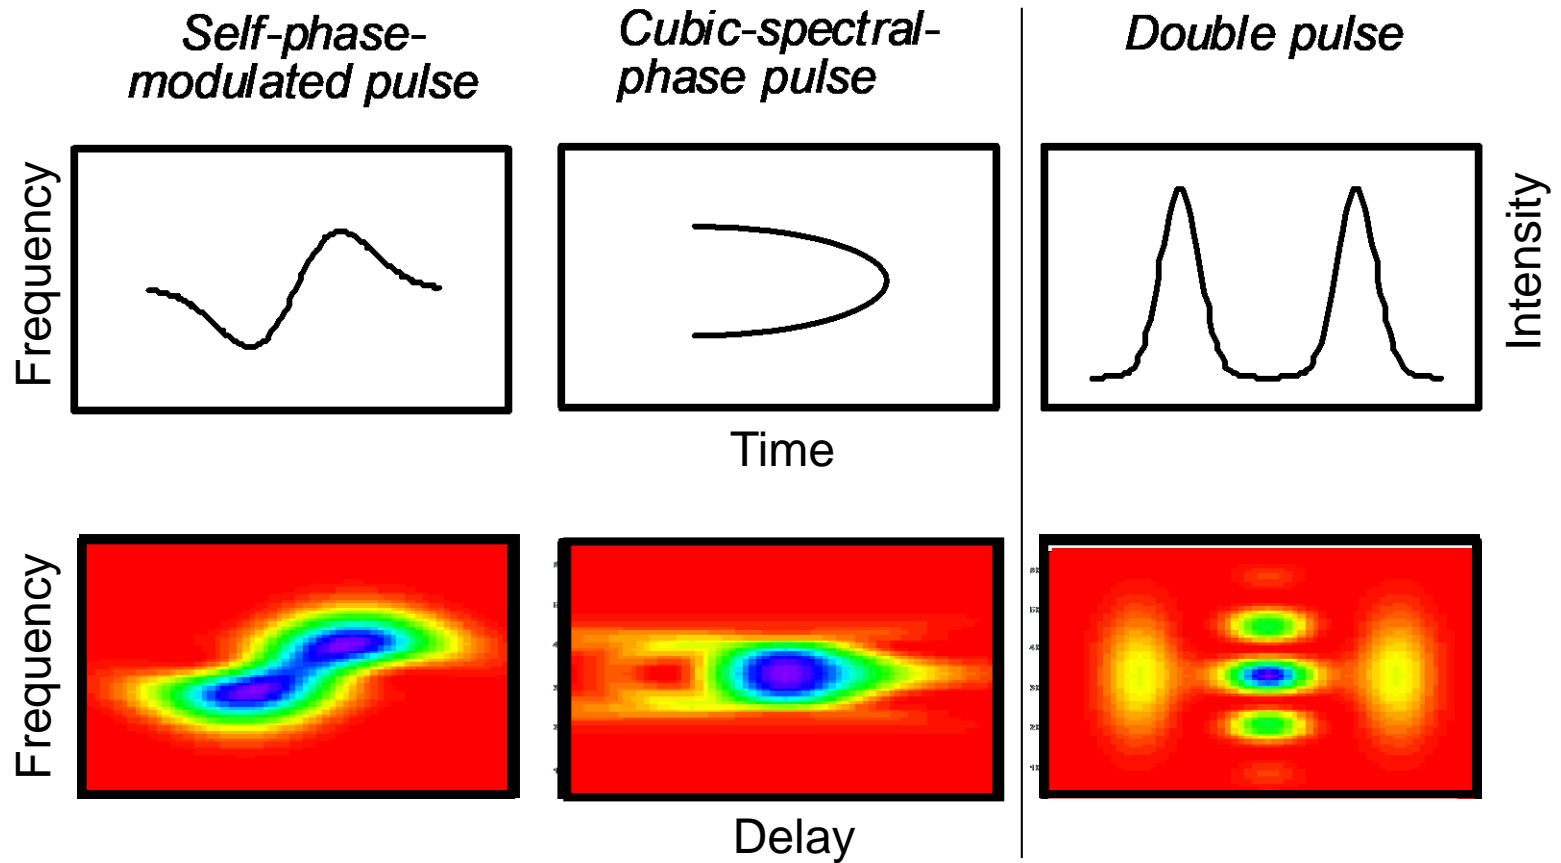 Self-phase-
modulated pulse
Cubic-spectral-
phase pulse
Double pulse
Frequency
Intensity
Time
Frequency
Delay